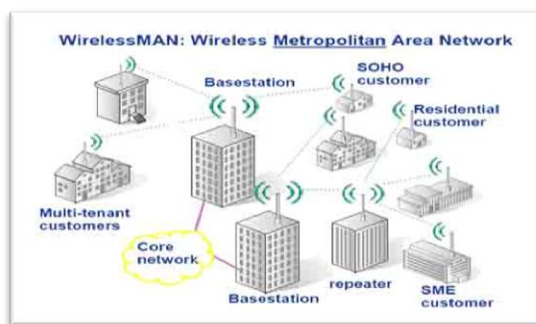 WirelessMAN: Wireless Metropolitan Area Network
Basestation
SOHO
customer
Residential
customer
Multi-tenant
customers
Core
network
Basestation
repeater
SME
customer